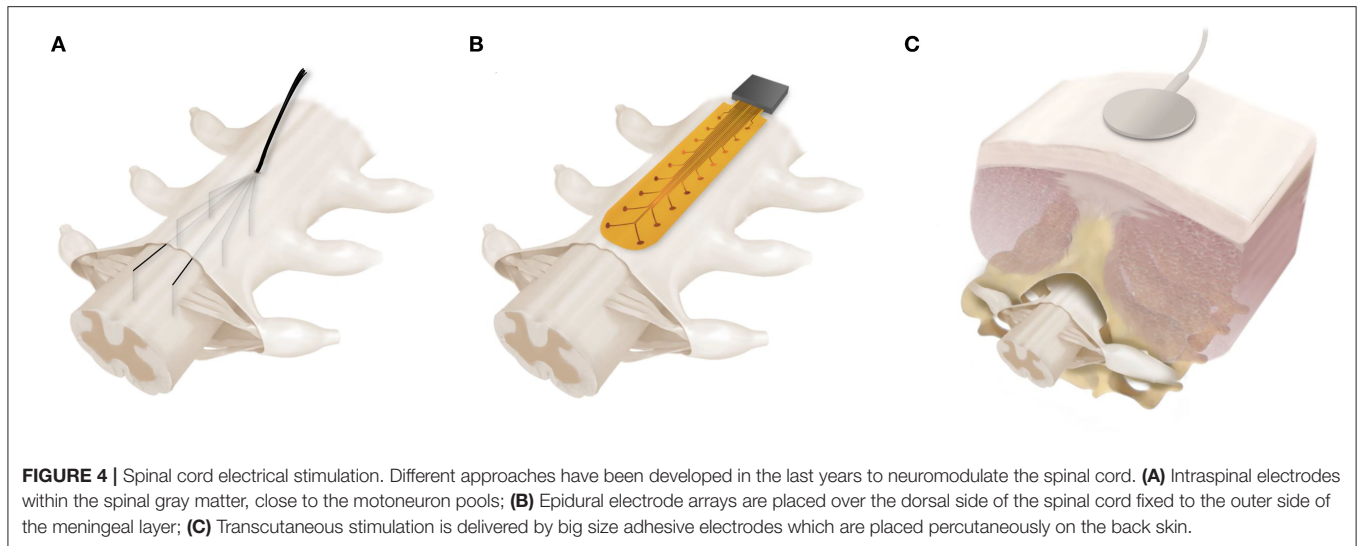 A
B
C
FIGURE 4 | Spinal cord electrical stimulation. Different approaches have been developed in the last years to neuromodulate the spinal cord. (A) Intraspinal electrodes
within the spinal gray matter, close to the motoneuron pools; (B) Epidural electrode arrays are placed over the dorsal side of the spinal cord fixed to the outer side of
the meningeal layer; (C) Transcutaneous stimulation is delivered by big size adhesive electrodes which are placed percutaneously on the back skin.